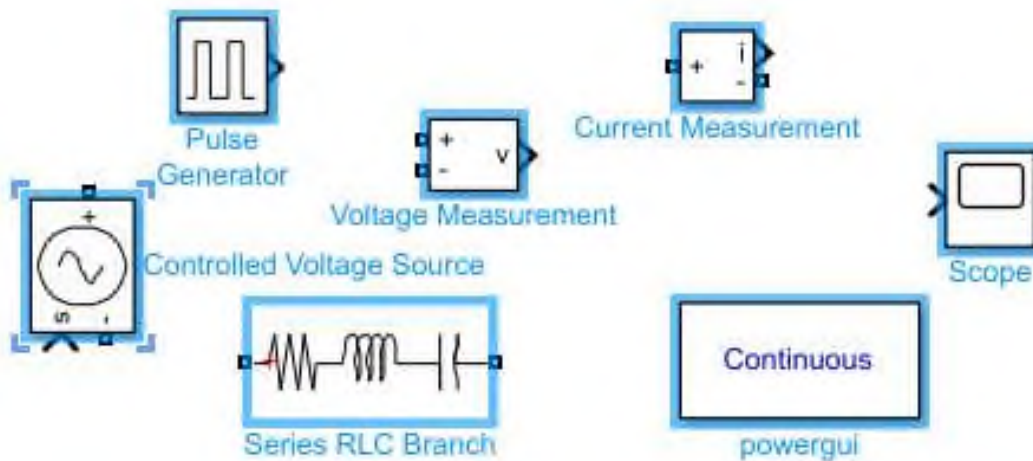 i
+
-
Current Measurement
Pulse
Generator
+
-
v
Voltage Measurement
+
s
-
Controlled Voltage Source
Scope
Series RLC Branch
Continuous
powergui